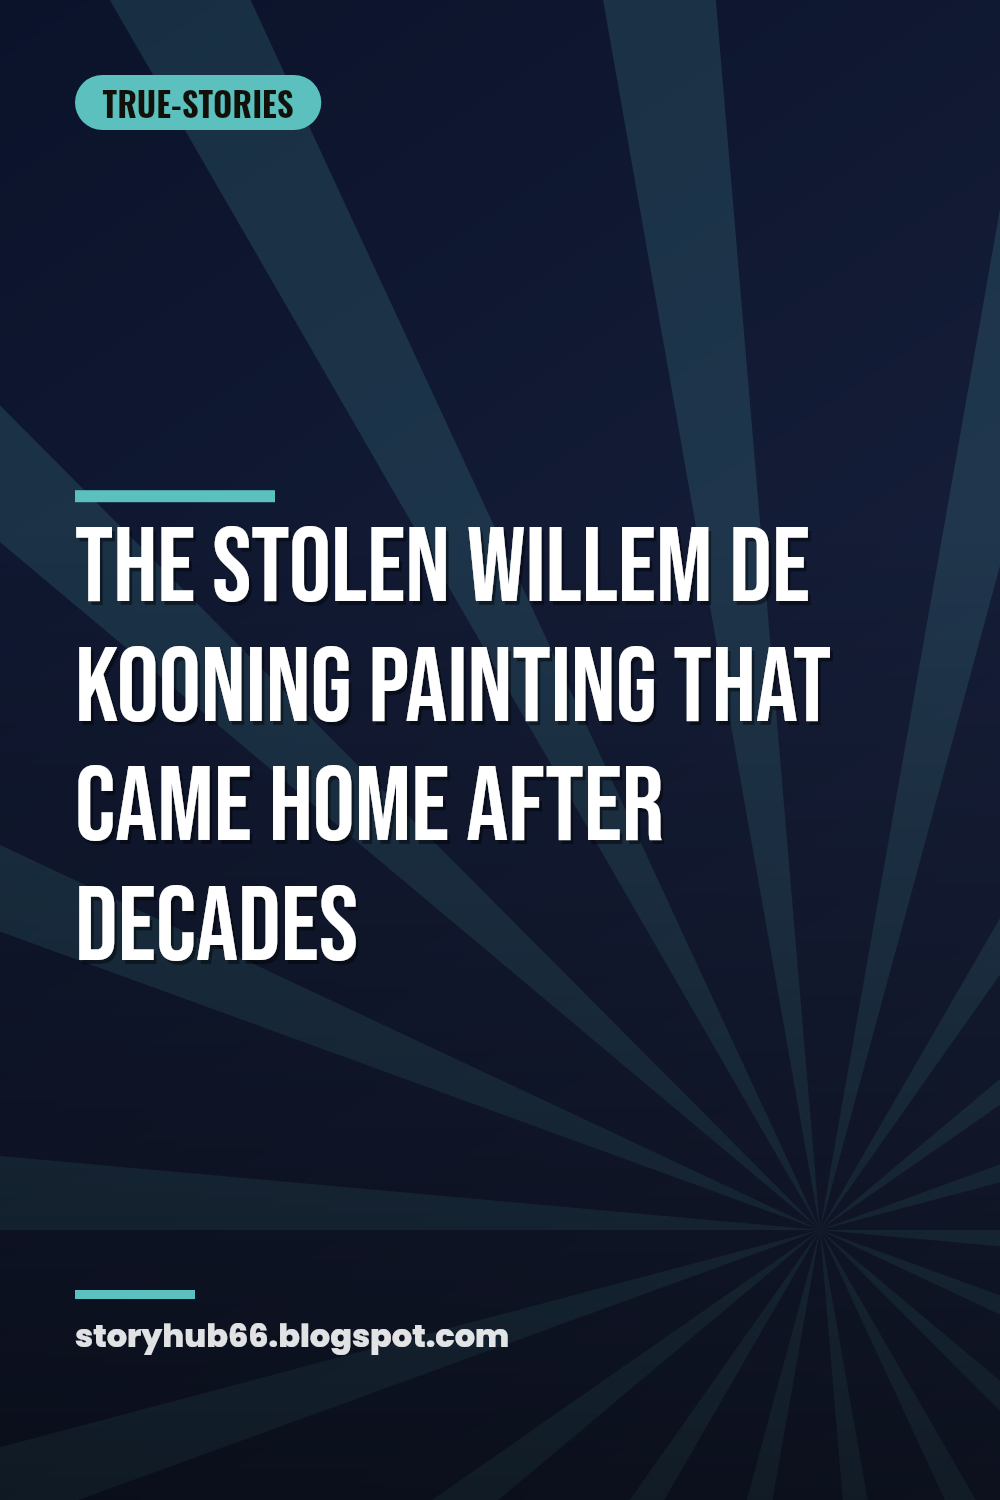 TRUE-STORIES
THE STOLEN WILLEM DE
KOONING PAINTING THAT
CAME HOME AFTER
DECADES
storyhub66.blogspot.com